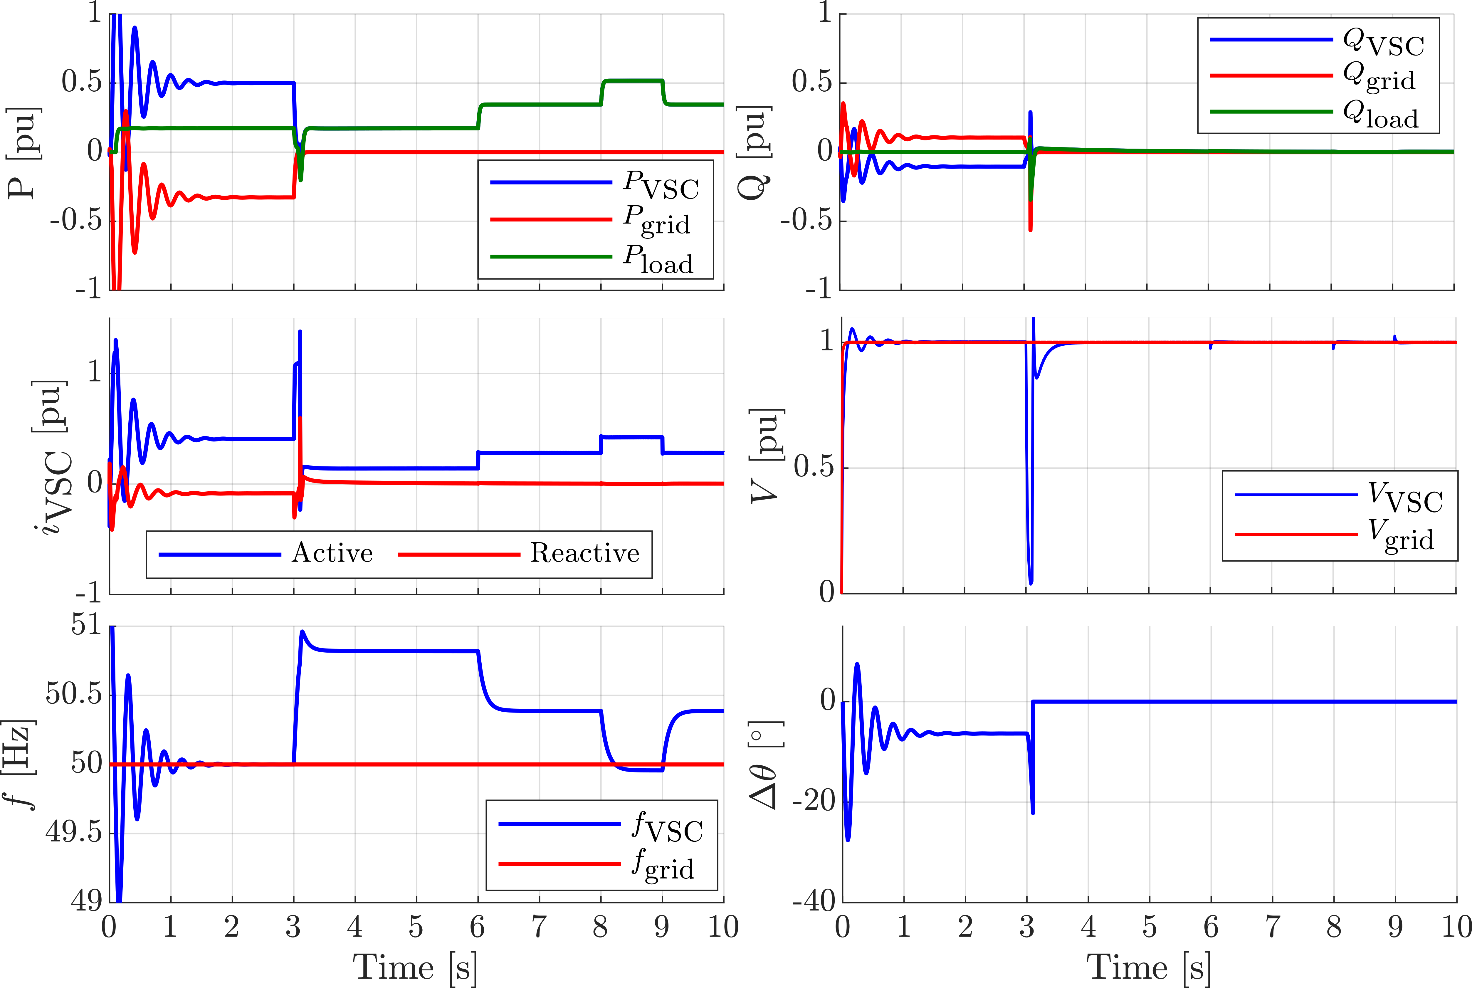 1
0.5
0
-0.5
-1
P [pu]
P_VSC
P_grid
P_load
1
0.5
0
-0.5
-1
Q [pu]
Q_VSC
Q_grid
Q_load
1
0
-1
i_VSC [pu]
Active
Reactive
1
0.5
0
V [pu]
V_VSC
V_grid
51
50.5
50
49.5
49
f [Hz]
f_VSC
f_grid
0 1 2 3 4 5 6 7 8 9 10
Time [s]
0
-20
-40
Δθ [°]
0 1 2 3 4 5 6 7 8 9 10
Time [s]